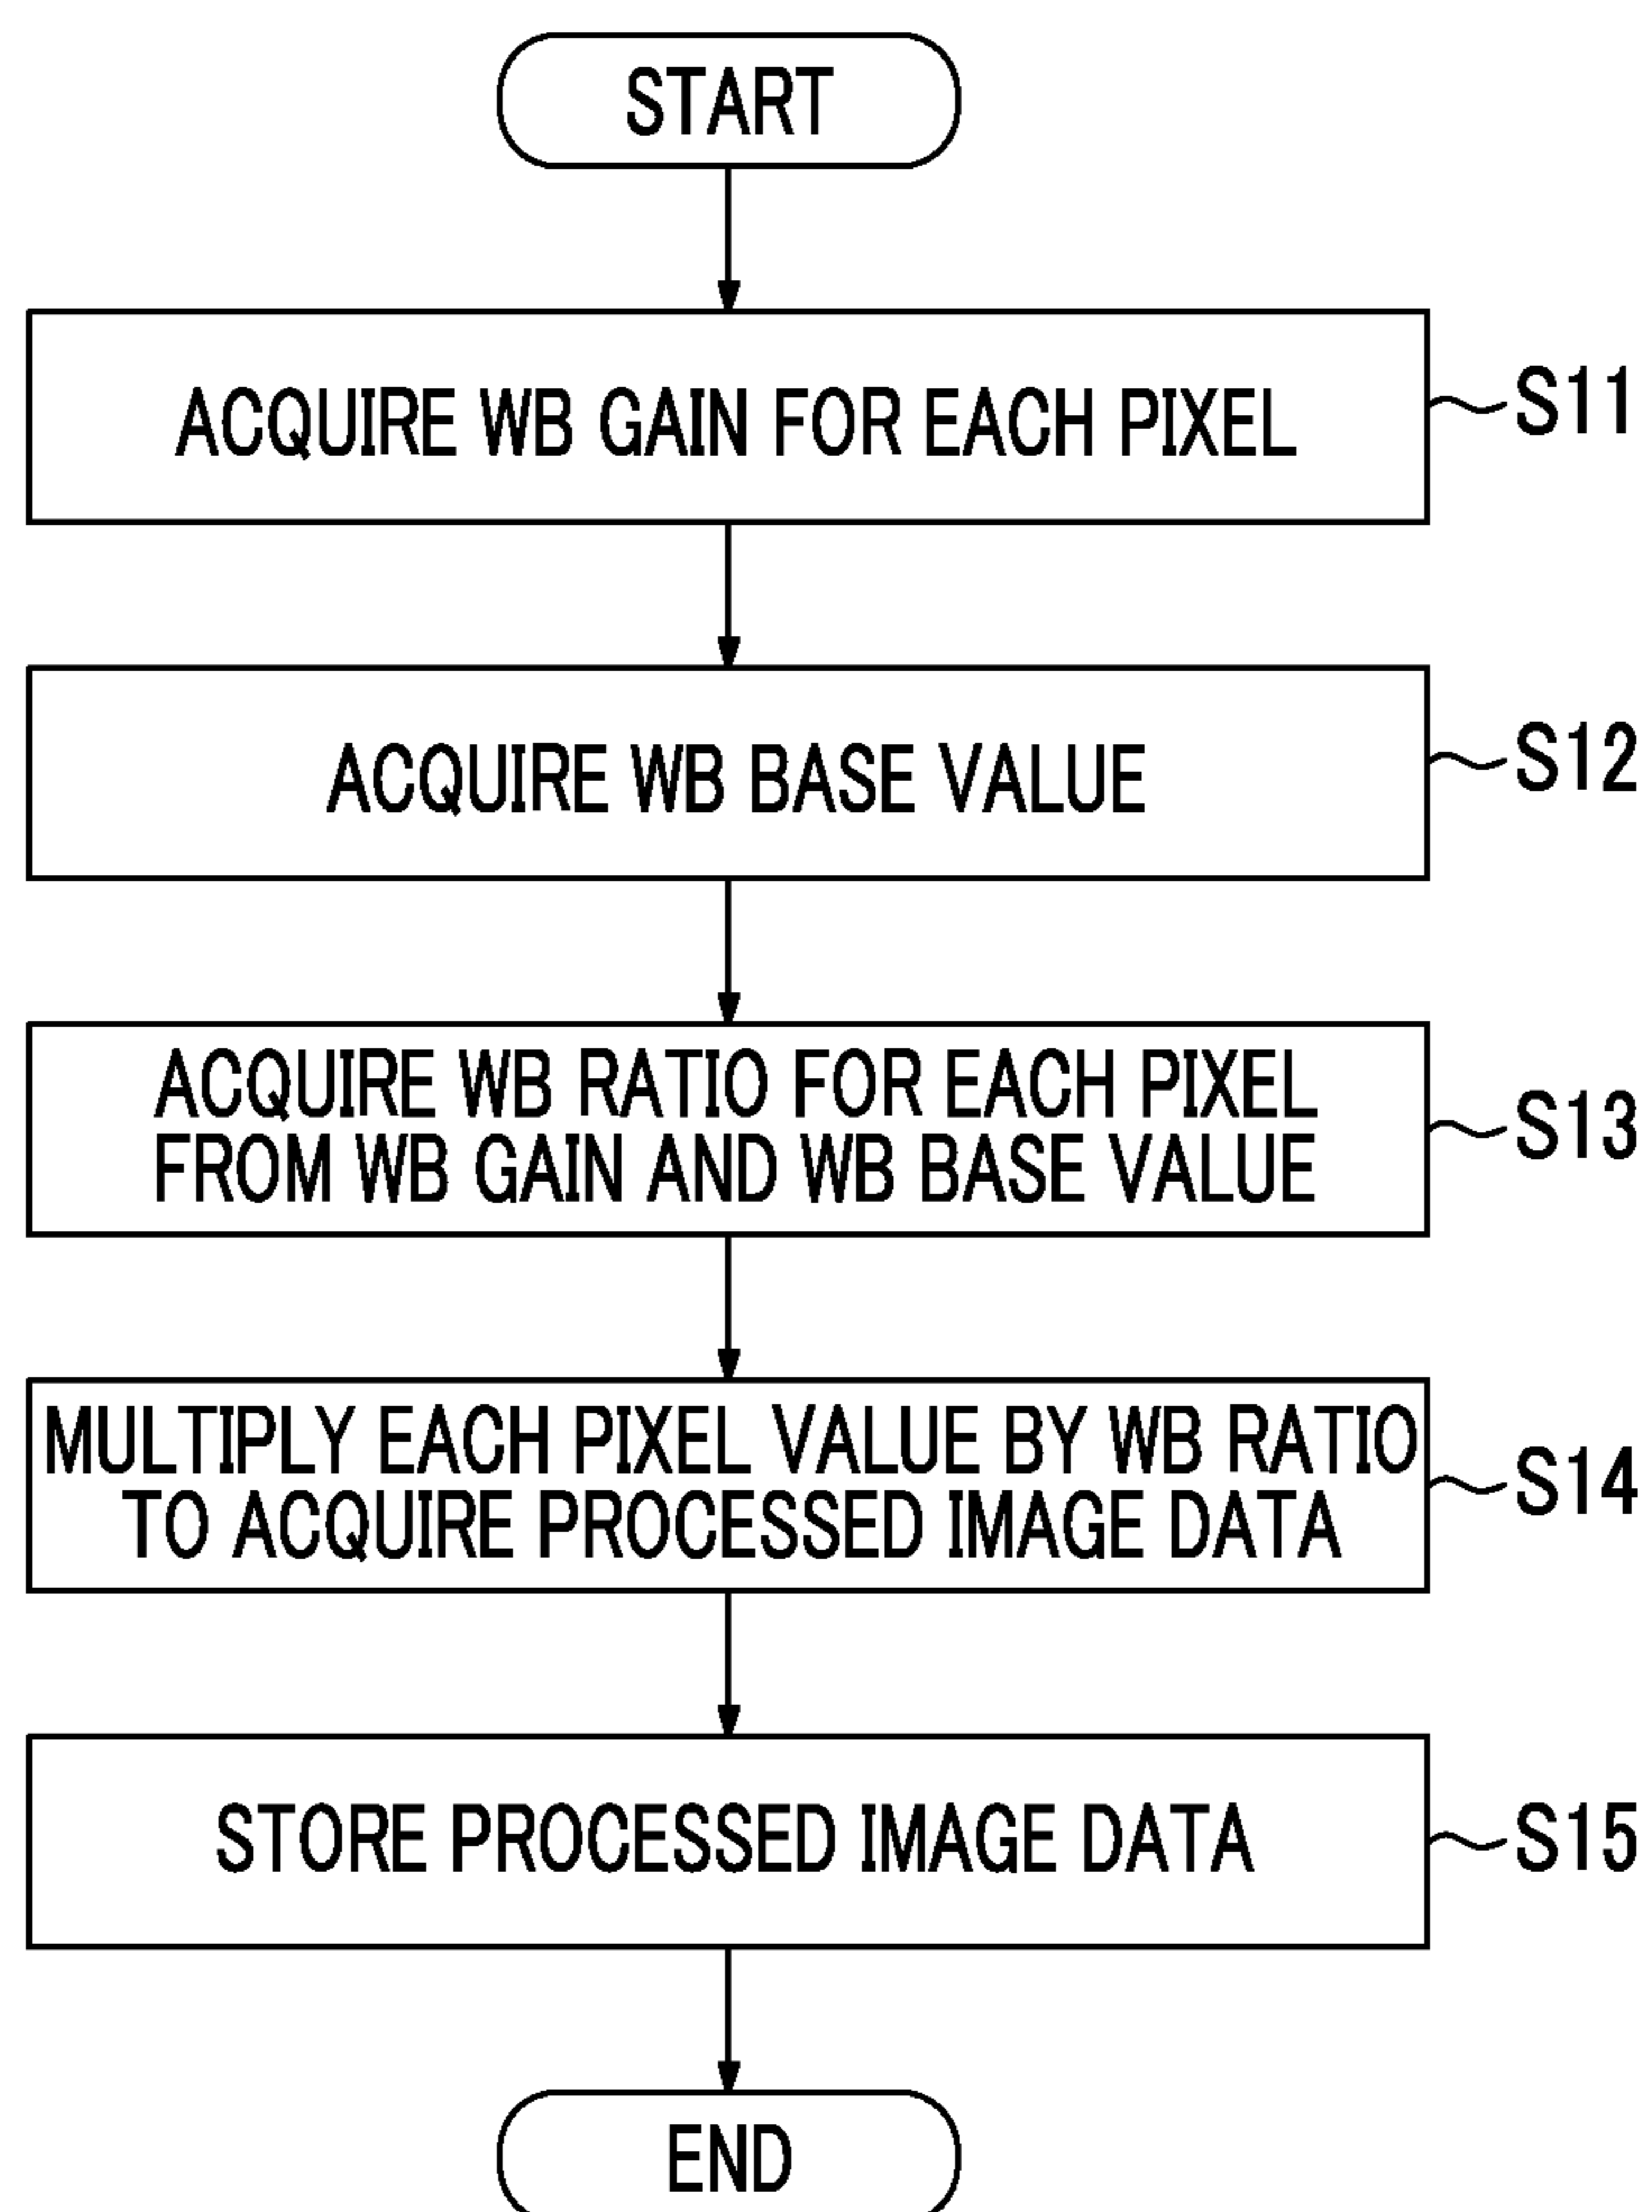 START
ACQUIRE WB GAIN FOR EACH PIXEL
S11
ACQUIRE WB BASE VALUE
S12
ACQUIRE WB RATIO FOR EACH PIXEL
FROM WB GAIN AND WB BASE VALUE
S13
MULTIPLY EACH PIXEL VALUE BY WB RATIO
TO ACQUIRE PROCESSED IMAGE DATA
S14
STORE PROCESSED IMAGE DATA
S15
END